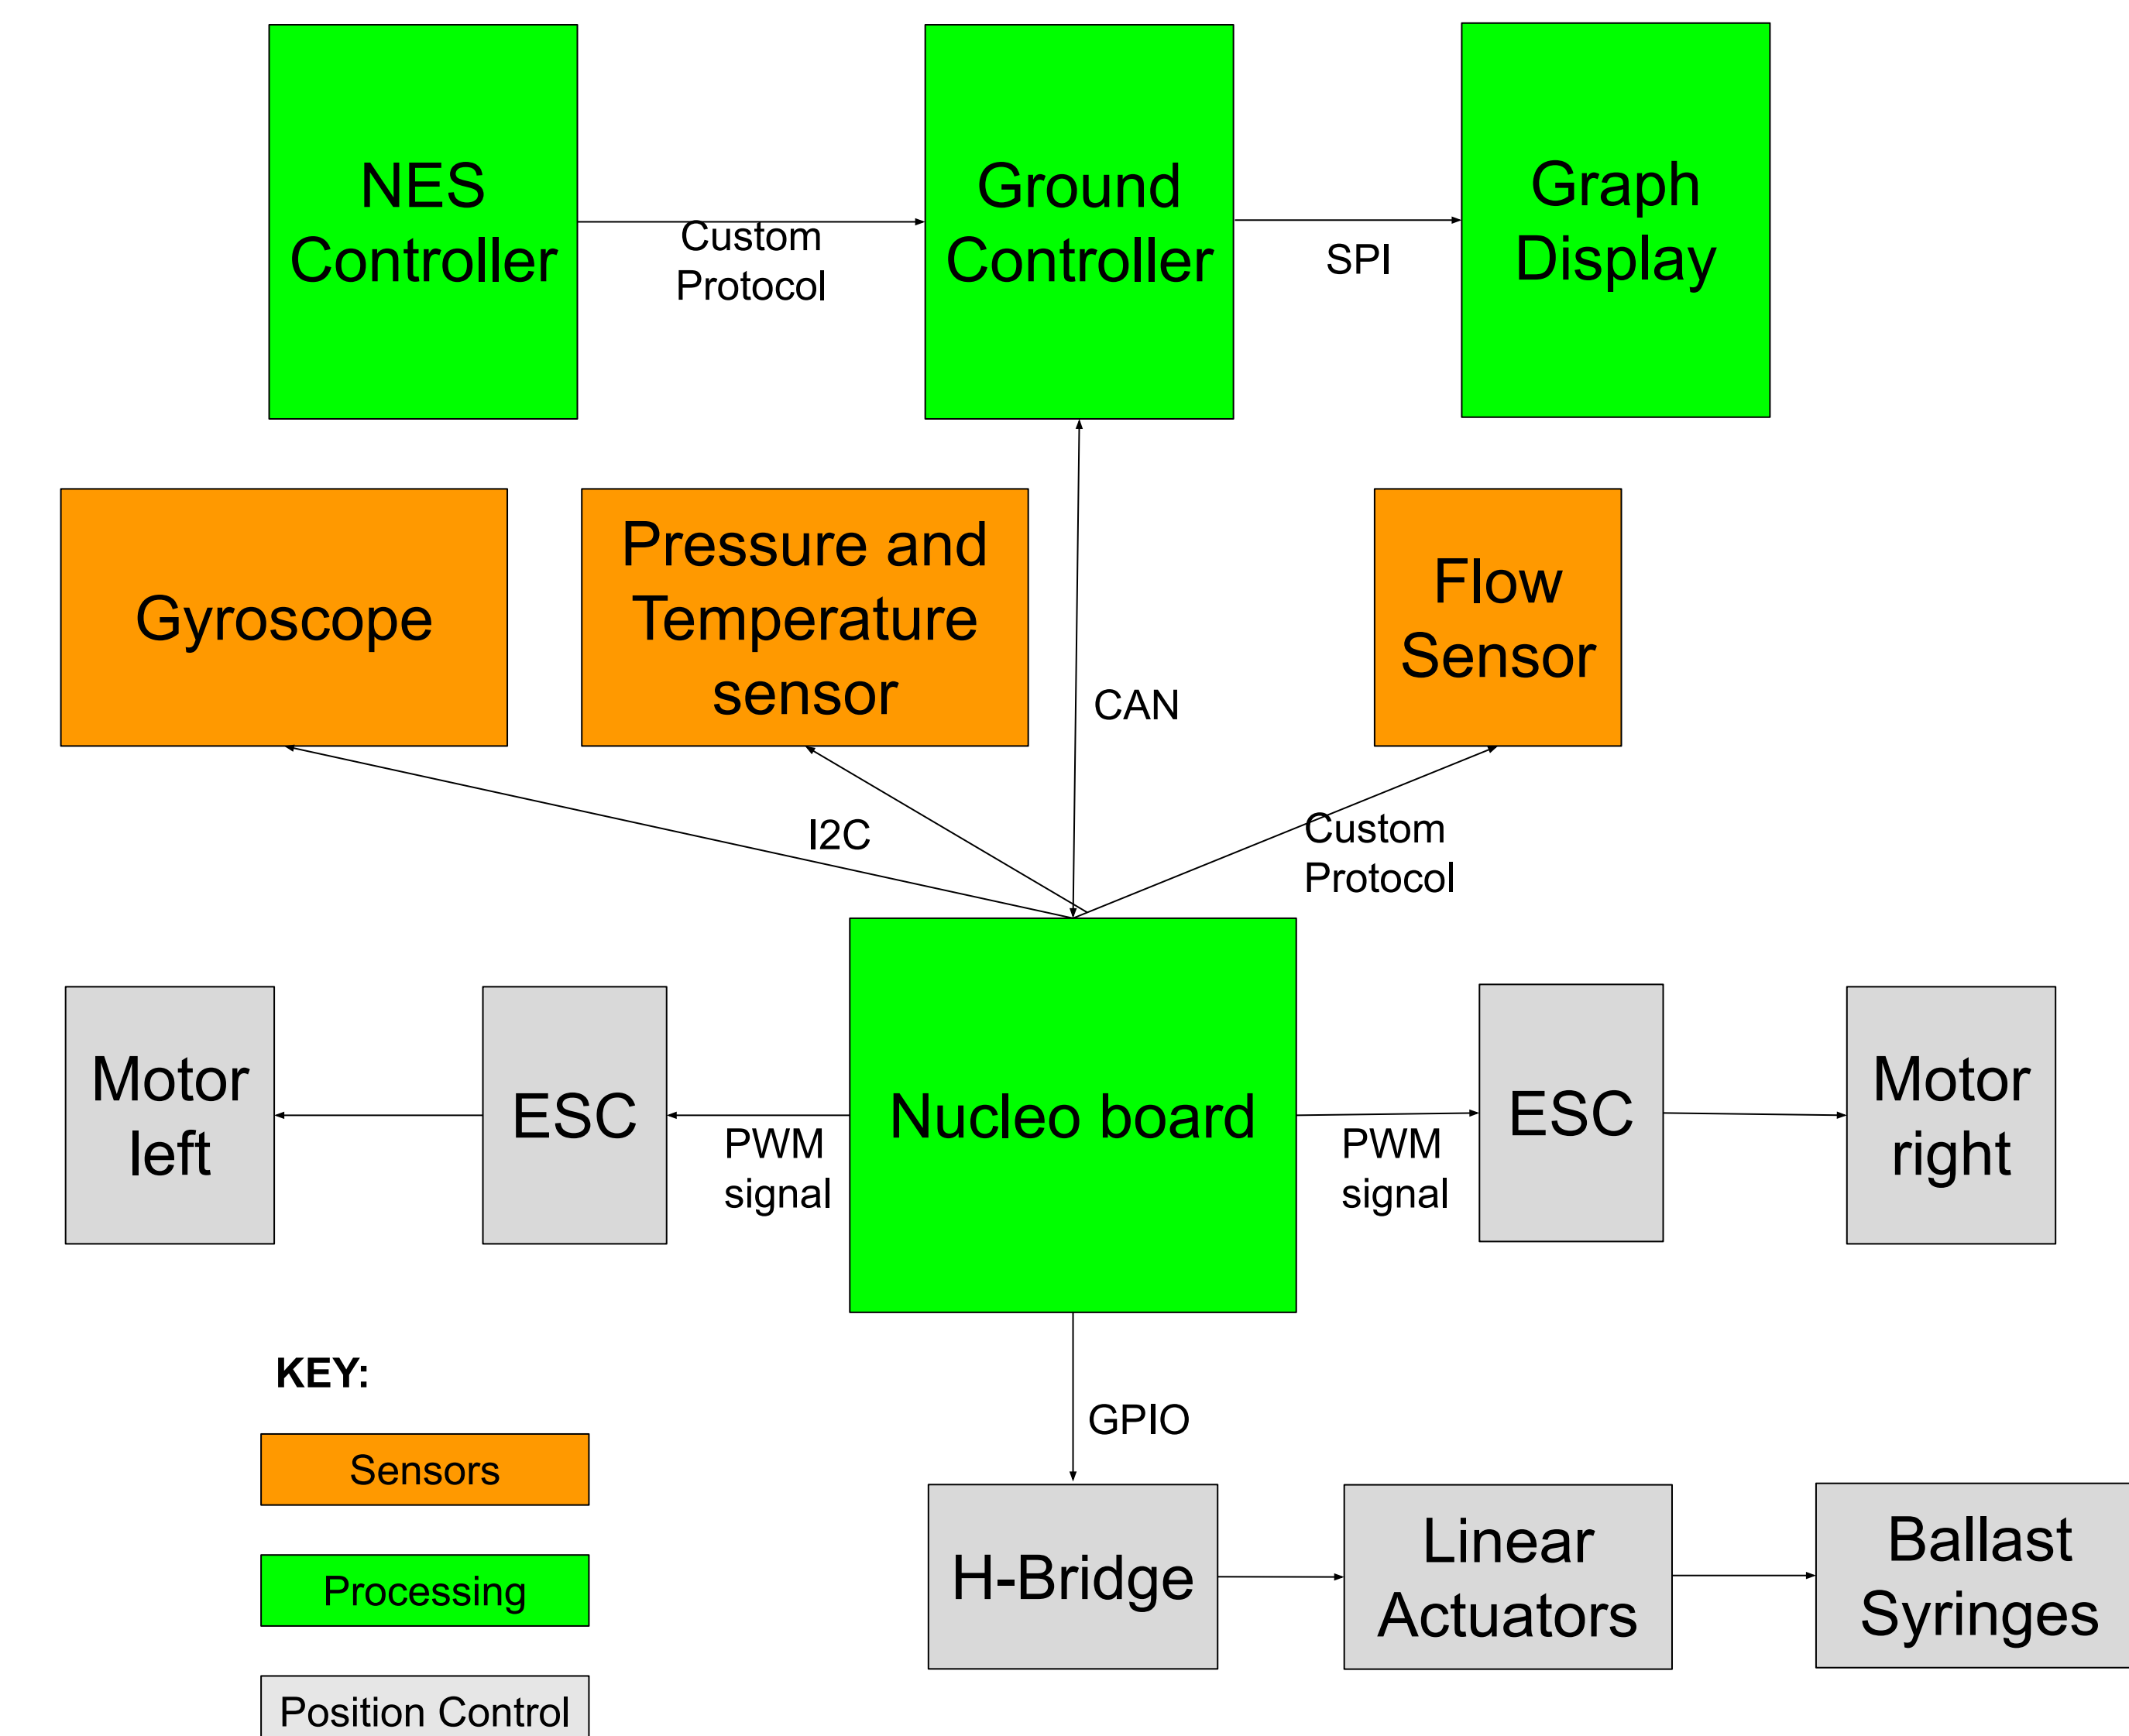 NES
Controller
Custom
Protocol
Ground
Controller
SPI
Graph
Display
Gyroscope
Pressure and
Temperature
sensor
Flow
Sensor
CAN
I2C
Custom
Protocol
Motor
left
ESC
PWM
signal
Nucleo board
PWM
signal
ESC
Motor
right
KEY:
Sensors
Processing
Position Control
GPIO
H-Bridge
Linear
Actuators
Ballast
Syringes